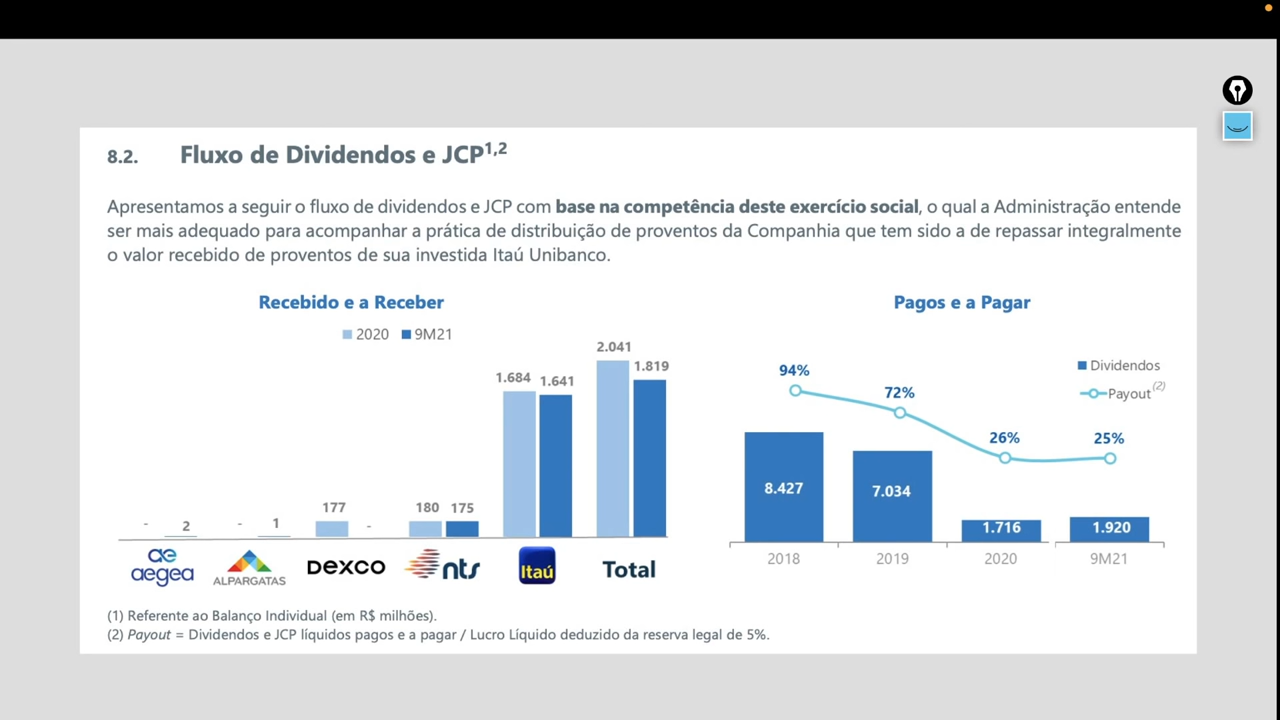 8.2. Fluxo de Dividendos e JCP1,2
Apresentamos a seguir o fluxo de dividendos e JCP com base na competência deste exercício social, o qual a Administração entende
ser mais adequado para acompanhar a prática de distribuição de proventos da Companhia que tem sido a de repassar integralmente
o valor recebido de proventos de sua investida Itaú Unibanco.
Recebido e a Receber
2020 9M21
- 2 - 1 177 - 180 175 1.684 1.641 2.041 1.819
ae
aegea ALPARGATAS DEXCO nts Itaú Total
Pagos e a Pagar
Dividendos
Payout(2)
94% 72% 26% 25%
8.427 7.034 1.716 1.920
2018 2019 2020 9M21
(1) Referente ao Balanço Individual (em R$ milhões).
(2) Payout = Dividendos e JCP líquidos pagos e a pagar / Lucro Líquido deduzido da reserva legal de 5%.